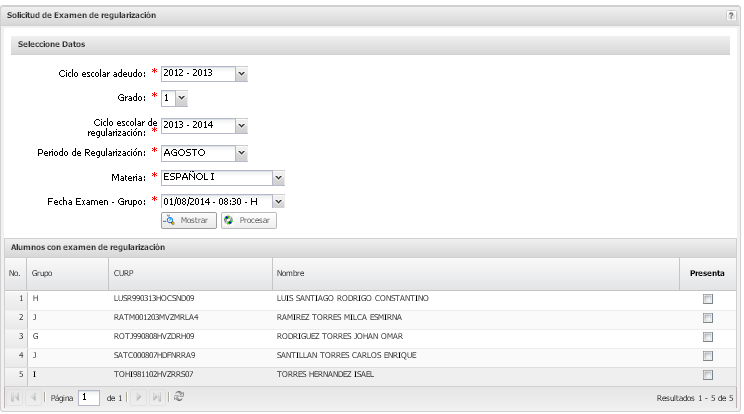 Solicitud de Examen de regularización ?
Seleccione Datos
Ciclo escolar adeudo: * 2012 - 2013
Grado: * 1
Ciclo escolar de
regularización: * 2013 - 2014
Periodo de Regularización: * AGOSTO
Materia: * ESPAÑOL I
Fecha Examen - Grupo: * 01/08/2014 - 08:30 - H
Mostrar Procesar
Alumnos con examen de regularización
No. Grupo CURP Nombre Presenta
1 H LUSR990313HOCSND09 LUIS SANTIAGO RODRIGO CONSTANTINO
2 J RATM001203MVZMRLA4 RAMIREZ TORRES MILCA ESMIRNA
3 G ROTJ990808HVZDRH09 RODRIGUEZ TORRES JOHAN OMAR
4 J SATC000807HDFNRRA9 SANTILLAN TORRES CARLOS ENRIQUE
5 I TOHI981102HVZRRS07 TORRES HERNANDEZ ISAEL
Página 1 de 1 Resultados 1 - 5 de 5